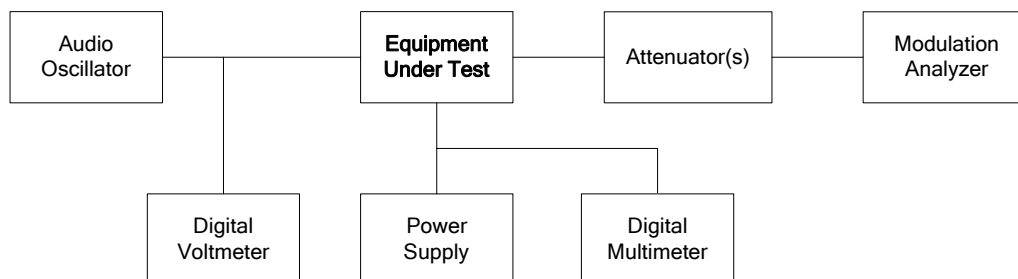 Audio
Oscillator
Equipment
Under Test
Attenuator(s)
Modulation
Analyzer
Digital
Voltmeter
Power
Supply
Digital
Multimeter